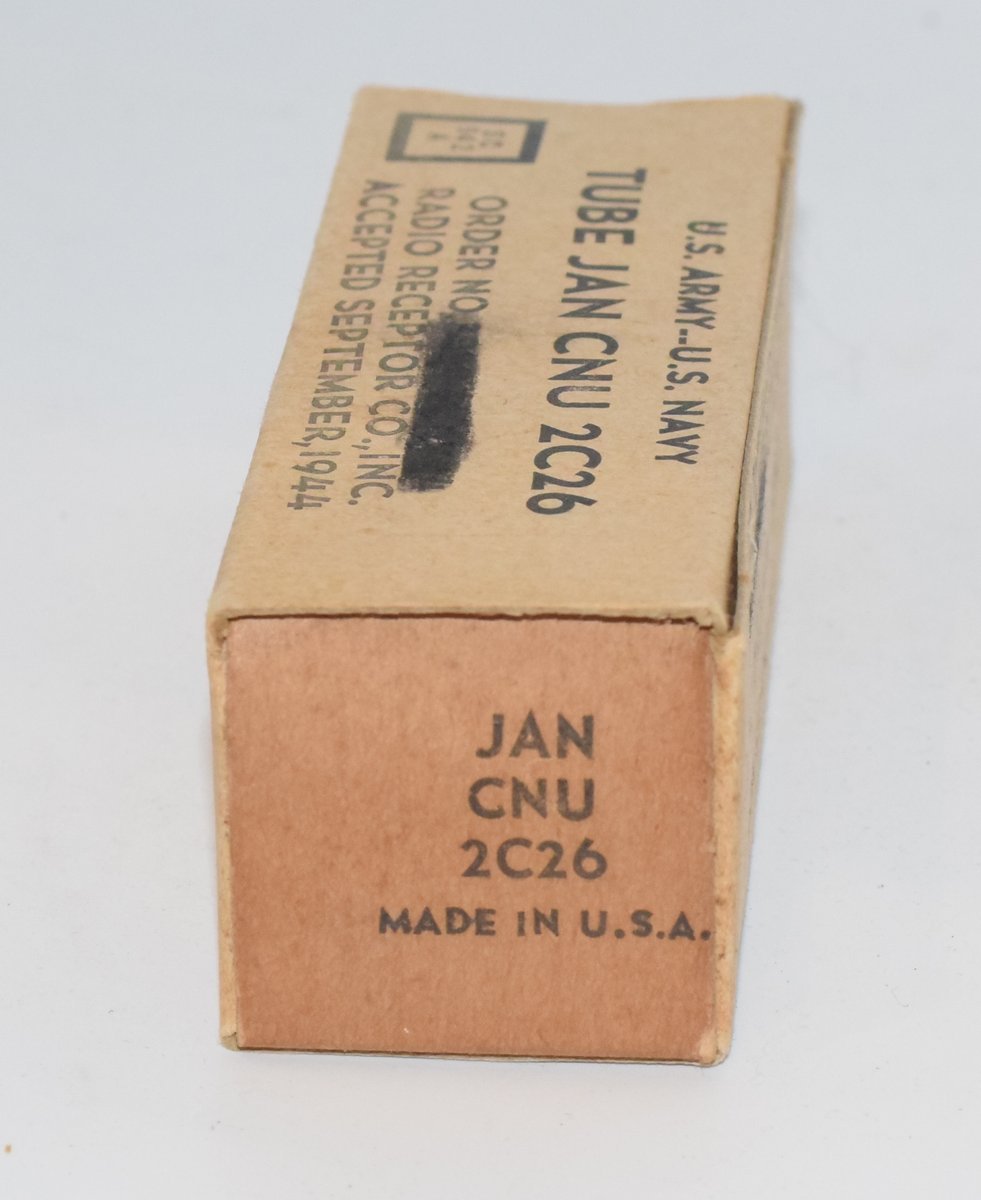 U.S. ARMY--U.S. NAVY
TUBE JAN CNU 2C26
ORDER NO
RADIO RECEPTOR CO., INC.
ACCEPTED SEPTEMBER, 1944
JAN
CNU
2C26
MADE IN U.S.A.